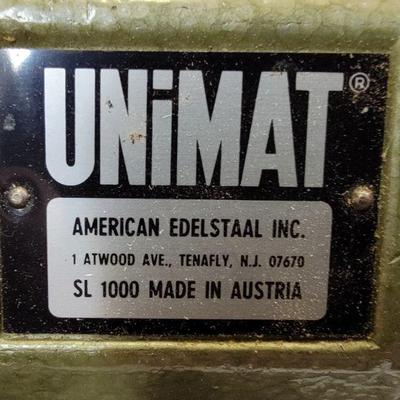 UNiMAT®
AMERICAN EDELSTAAL INC.
1 ATWOOD AVE., TENAFLY, N.J. 07670
SL 1000 MADE IN AUSTRIA